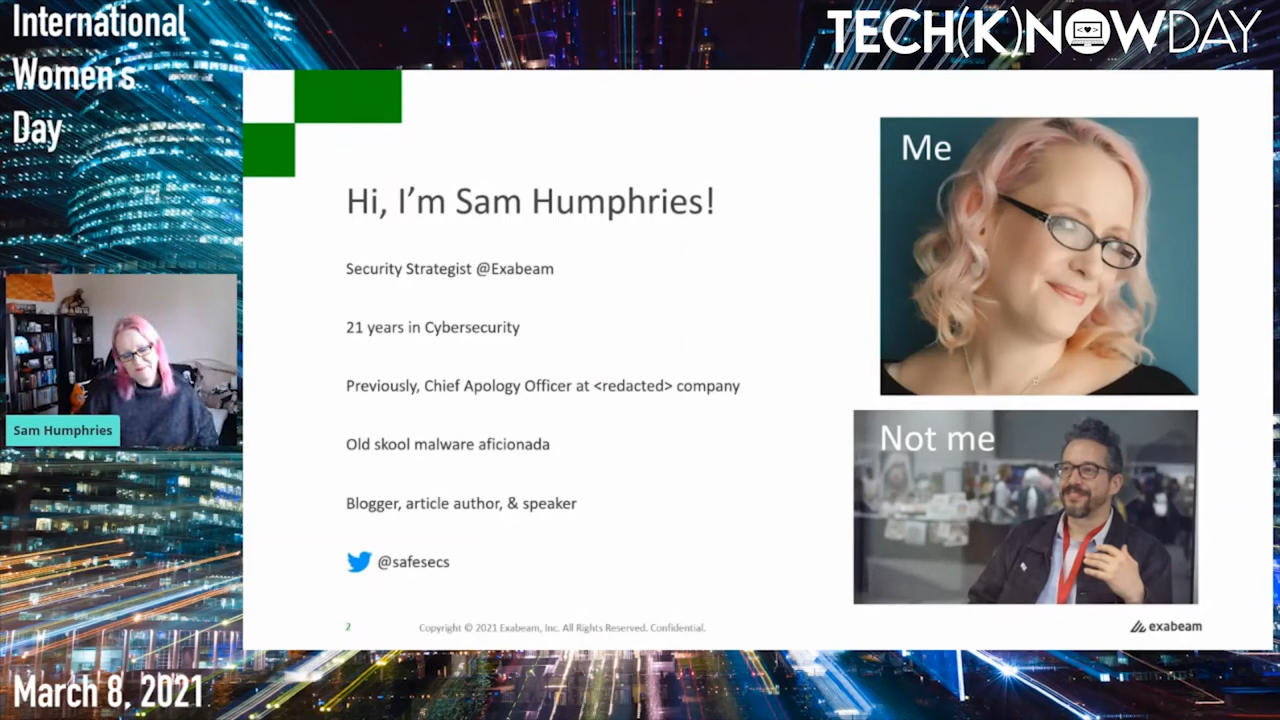 International
Women's
Day
TECH(K)NOWDAY
Hi, I'm Sam Humphries!
Security Strategist @Exabeam
21 years in Cybersecurity
Previously, Chief Apology Officer at <redacted> company
Old skool malware aficionada
Blogger, article author, & speaker
@safesecs
Me
Not me
Sam Humphries
2
Copyright © 2021 Exabeam, Inc. All Rights Reserved. Confidential.
exabeam
March 8, 2021